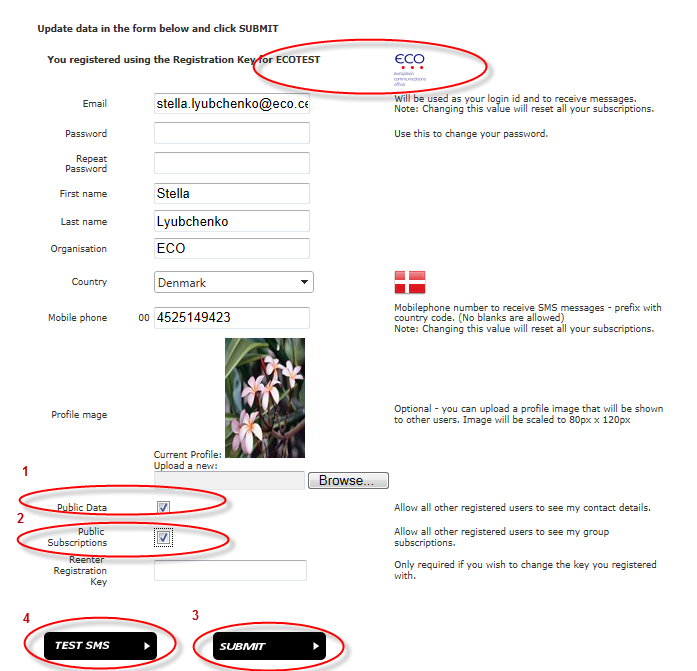 Update data in the form below and click SUBMIT
You registered using the Registration Key for ECOTEST
ECO
european
communications
office
Email
stella.lyubchenko@eco.ce
Will be used as your login id and to receive messages.
Note: Changing this value will reset all your subscriptions.
Password
Use this to change your password.
Repeat
Password
First name
Stella
Last name
Lyubchenko
Organisation
ECO
Country
Denmark
Mobile phone
00
4525149423
Mobilephone number to receive SMS messages - prefix with
country code. (No blanks are allowed)
Note: Changing this value will reset all your subscriptions.
Profile mage
Current Profile:
Optional - you can upload a profile image that will be shown
to other users. Image will be scaled to 80px x 120px
Upload a new:
Browse...
1
Public Data
Allow all other registered users to see my contact details.
2
Public
Subscriptions
Allow all other registered users to see my group
subscriptions.
Reenter
Registration
Key
Only required if you wish to change the key you registered
with.
4
TEST SMS
3
SUBMIT